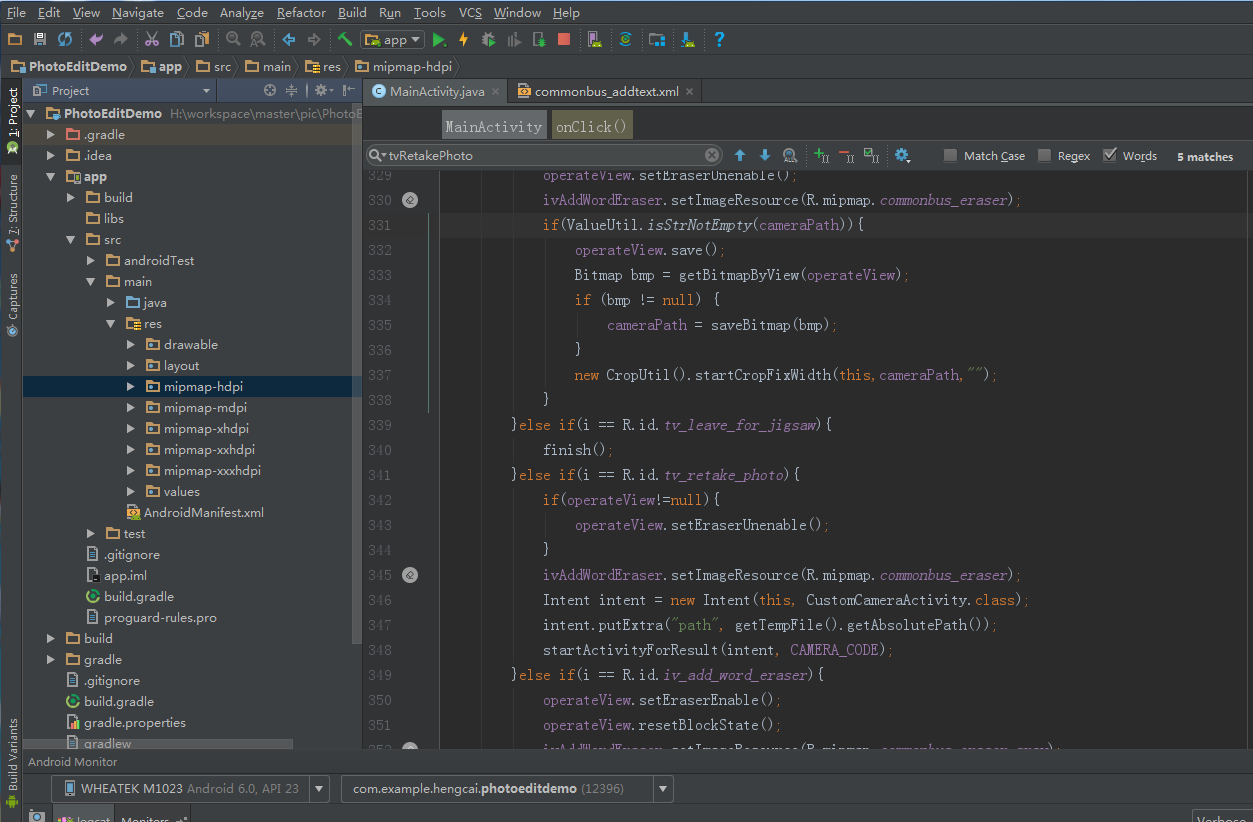 File Edit View Navigate Code Analyze Refactor Build Run Tools VCS Window Help
app
PhotoEditDemo app src main res mipmap-hdpi
Project
MainActivity.java commonbus_addtext.xml
1: Project
7: Structure
Captures
Build Variants
PhotoEditDemo H:\workspace\master\pic\PhotoE
.gradle
.idea
app
build
libs
src
androidTest
main
java
res
drawable
layout
mipmap-hdpi
mipmap-mdpi
mipmap-xhdpi
mipmap-xxhdpi
mipmap-xxxhdpi
values
AndroidManifest.xml
test
.gitignore
app.iml
build.gradle
proguard-rules.pro
build
gradle
.gitignore
build.gradle
gradle.properties
gradlew
MainActivity onClick()
tvRetakePhoto Match Case Regex Words 5 matches
329 operateView.setEraserUnenable();
330 ivAddWordEraser.setImageResource(R.mipmap.commonbus_eraser);
331 if(ValueUtil.isStrNotEmpty(cameraPath)){
332 operateView.save();
333 Bitmap bmp = getBitmapByView(operateView);
334 if (bmp != null) {
335 cameraPath = saveBitmap(bmp);
336 }
337 new CropUtil().startCropFixWidth(this,cameraPath,"");
338 }
339 }else if(i == R.id.tv_leave_for_jigsaw){
340 finish();
341 }else if(i == R.id.tv_retake_photo){
342 if(operateView!=null){
343 operateView.setEraserUnenable();
344 }
345 ivAddWordEraser.setImageResource(R.mipmap.commonbus_eraser);
346 Intent intent = new Intent(this, CustomCameraActivity.class);
347 intent.putExtra("path", getTempFile().getAbsolutePath());
348 startActivityForResult(intent, CAMERA_CODE);
349 }else if(i == R.id.iv_add_word_eraser){
350 operateView.setEraserEnable();
351 operateView.resetBlockState();
352 ivAddWordEraser.setImageResource(R.mipmap.commonbus_eraser_gray);
Android Monitor
WHEATEK M1023 Android 6.0, API 23 com.example.hengcai.photoeditdemo (12396)
logcat Monitors Verbose